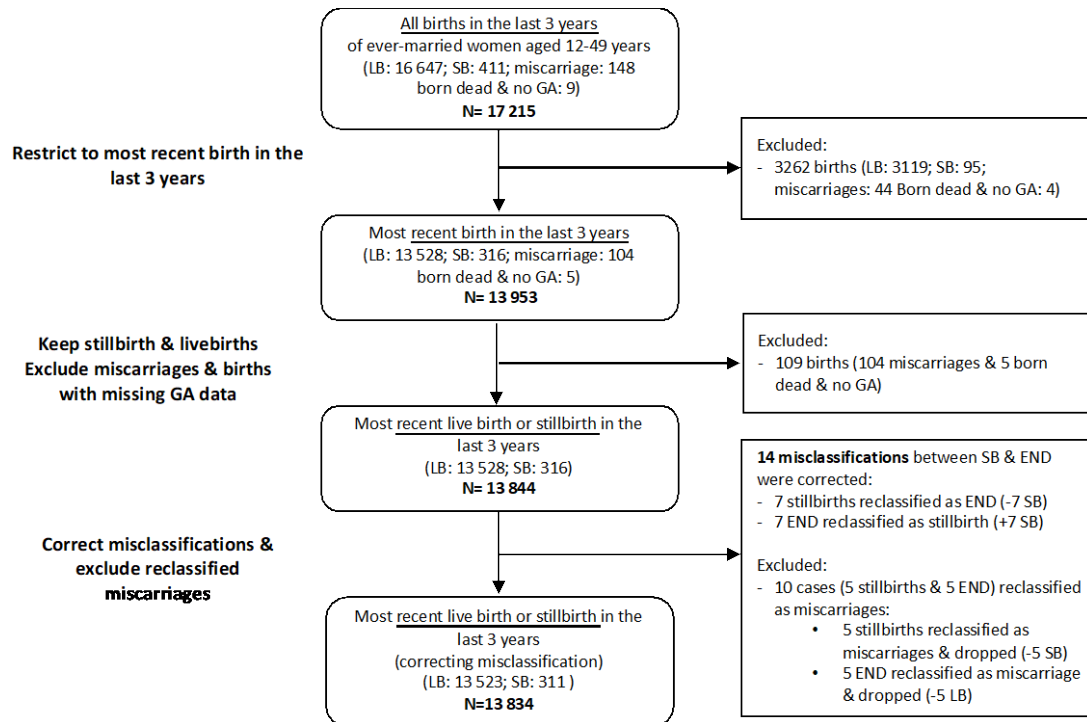 All births in the last 3 years
of ever-married women aged 12-49 years
(LB: 16 647; SB: 411; miscarriage: 148
born dead & no GA: 9)
N= 17 215
Restrict to most recent birth in the
last 3 years
Excluded:
- 3262 births (LB: 3119; SB: 95;
miscarriages: 44 Born dead & no GA: 4)
Most recent birth in the last 3 years
(LB: 13 528; SB: 316; miscarriage: 104
born dead & no GA: 5)
N= 13 953
Keep stillbirth & livebirths
Exclude miscarriages & births
with missing GA data
Excluded:
- 109 births (104 miscarriages & 5 born
dead & no GA)
Most recent live birth or stillbirth in the
last 3 years
(LB: 13 528; SB: 316)
N= 13 844
14 misclassifications between SB & END
were corrected:
- 7 stillbirths reclassified as END (-7 SB)
- 7 END reclassified as stillbirth (+7 SB)
Excluded:
- 10 cases (5 stillbirths & 5 END) reclassified
as miscarriages:
• 5 stillbirths reclassified as
miscarriages & dropped (-5 SB)
• 5 END reclassified as miscarriage
& dropped (-5 LB)
Correct misclassifications &
exclude reclassified
miscarriages
Most recent live birth or stillbirth in the
last 3 years
(correcting misclassification)
(LB: 13 523; SB: 311 )
N=13 834